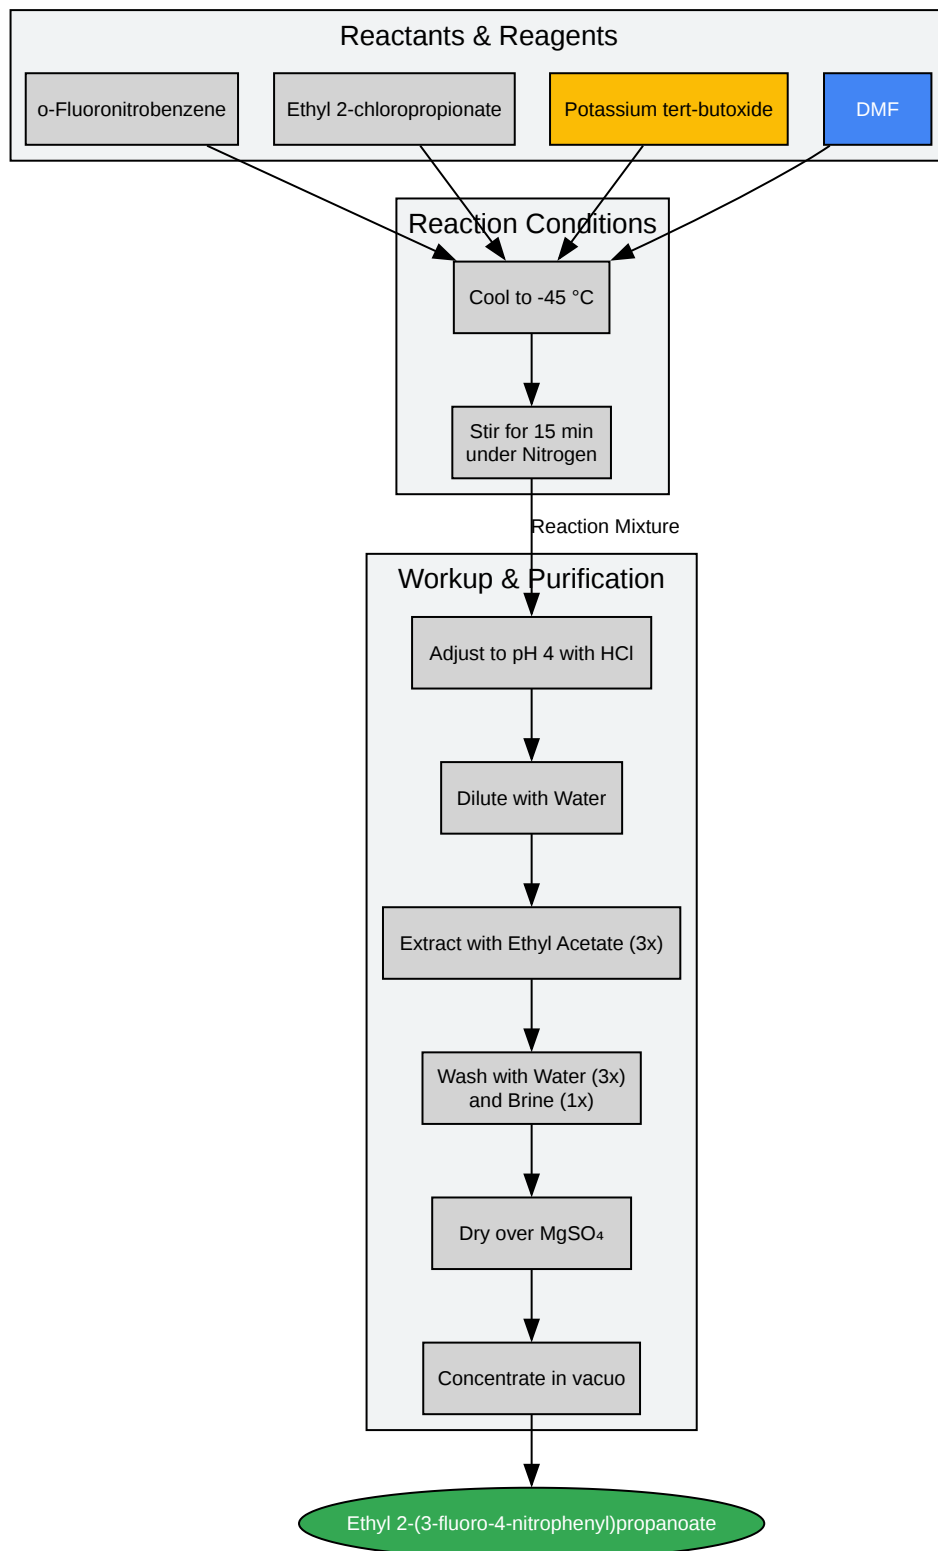 Reactants & Reagents
o-Fluoronitrobenzene
Ethyl 2-chloropropionate
Potassium tert-butoxide
DMF
Reaction Conditions
Cool to -45 °C
Stir for 15 min
under Nitrogen
Reaction Mixture
Workup & Purification
Adjust to pH 4 with HCl
Dilute with Water
Extract with Ethyl Acetate (3x)
Wash with Water (3x)
and Brine (1x)
Dry over MgSO₄
Concentrate in vacuo
Ethyl 2-(3-fluoro-4-nitrophenyl)propanoate